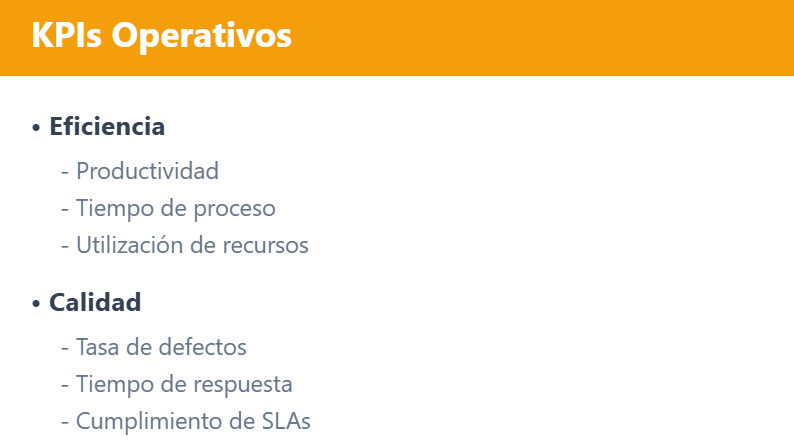 KPIs Operativos
• Eficiencia
- Productividad
- Tiempo de proceso
- Utilización de recursos
• Calidad
- Tasa de defectos
- Tiempo de respuesta
- Cumplimiento de SLAs